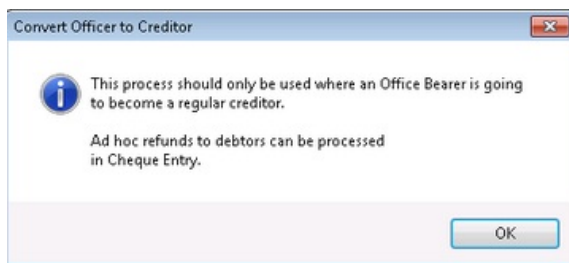 Convert Officer to Creditor
This process should only be used where an Office Bearer is going
to become a regular creditor.
Ad hoc refunds to debtors can be processed
in Cheque Entry.
OK